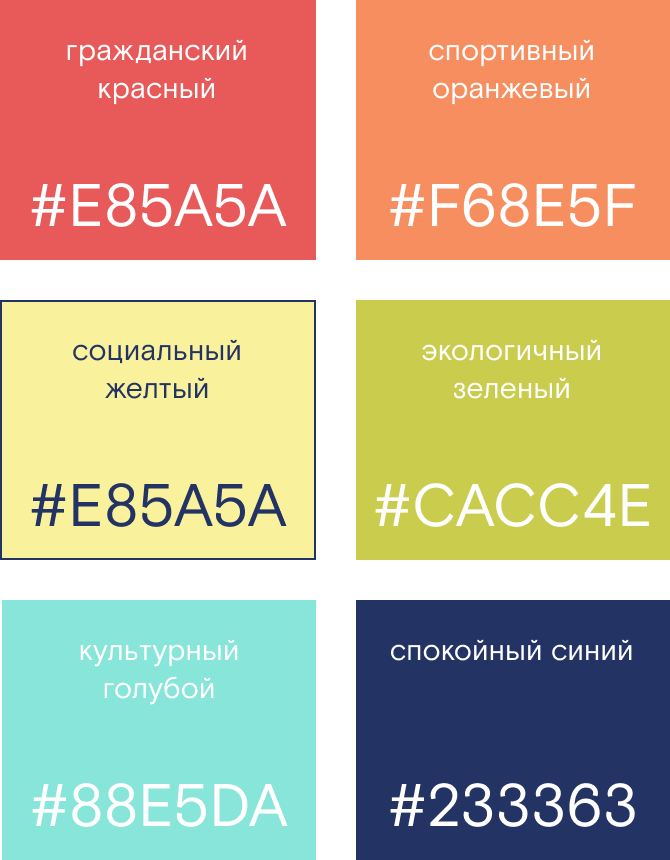 гражданский
красный
#E85A5A
спортивный
оранжевый
#F68E5F
социальный
желтый
#E85A5A
экологичный
зеленый
#CACC4E
культурный
голубой
#88E5DA
спокойный синий
#233363